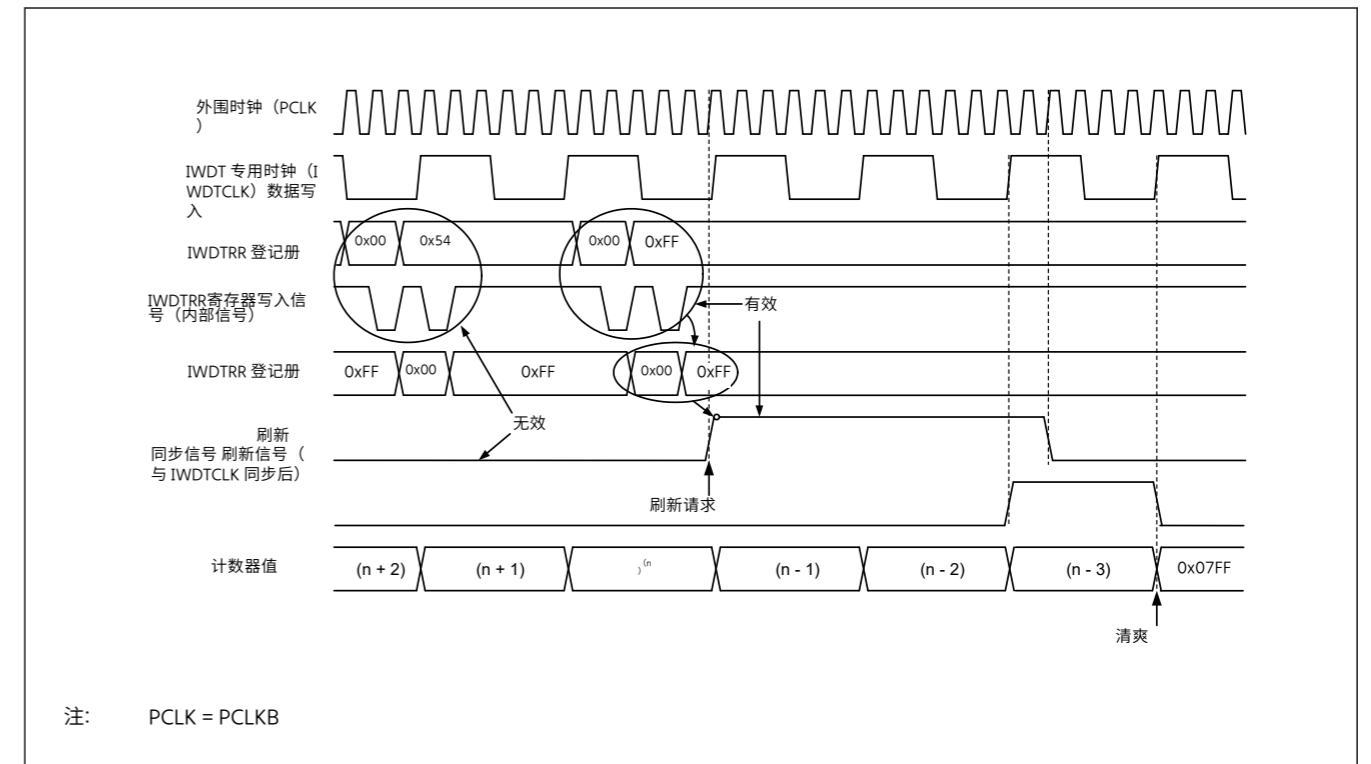 外围时钟（PCLK
）
IWDT 专用时钟（I
WDTCLK）数据写
入
IWDTRR 登记册
0x00
0x54
0x00
0xFF
IWDTRR寄存器写入信
号（内部信号）
有效
IWDTRR 登记册
0xFF
0x00
0xFF
0x00
0xFF
无效
刷新
同步信号 刷新信号（
与 IWDTCLK 同步后）
刷新请求
计数器值
(n + 2)
(n + 1)
(n
)
(n - 1)
(n - 2)
(n - 3)
0x07FF
清爽
注: PCLK = PCLKB